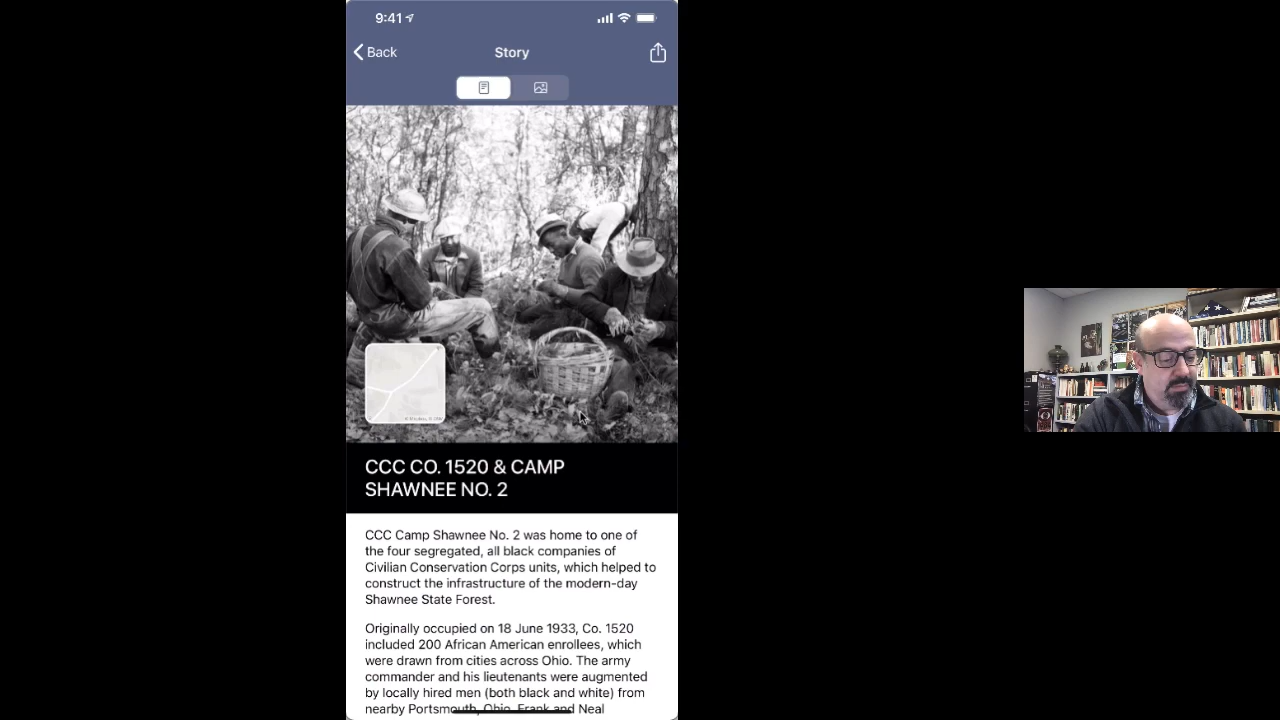 9:41
Back
Story
CCC CO. 1520 & CAMP
SHAWNEE NO. 2
CCC Camp Shawnee No. 2 was home to one of
the four segregated, all black companies of
Civilian Conservation Corps units, which helped to
construct the infrastructure of the modern-day
Shawnee State Forest.
Originally occupied on 18 June 1933, Co. 1520
included 200 African American enrollees, which
were drawn from cities across Ohio. The army
commander and his lieutenants were augmented
by locally hired men (both black and white) from
nearby Portsmouth, Ohio. Frank and Neal